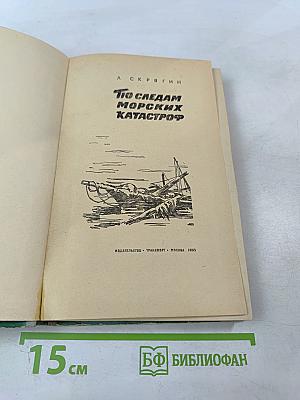 Л СКРЯГИН
ПО СЛЕДАМ
МОРСКИХ
КАТАСТРОФ
ИЗДАТЕЛЬСТВО • ТРАНСПОРТ • МОСКВА 1965
15 см
БФ БИБЛИОФАН